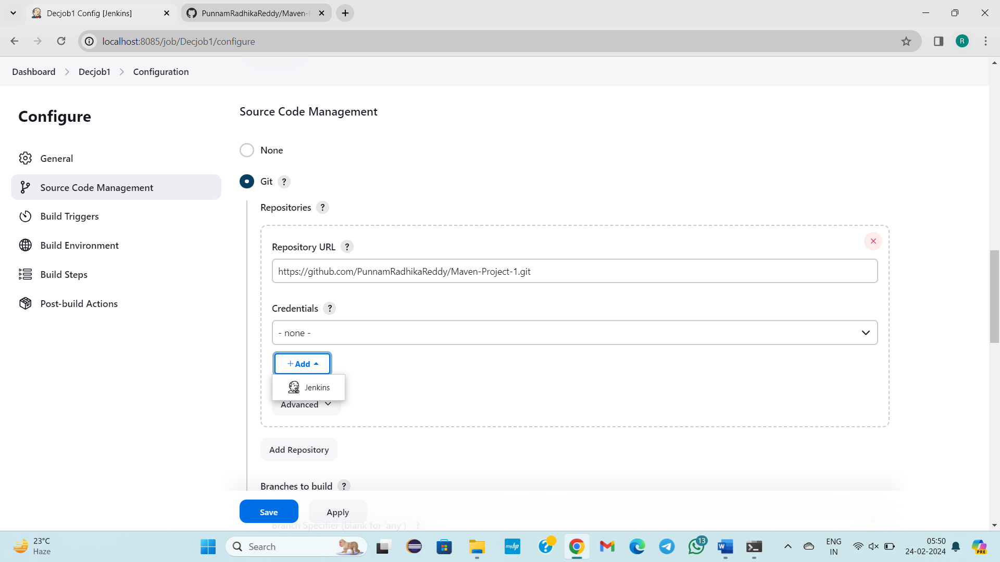 Decjob1 Config [Jenkins]
PunnamRadhikaReddy/Maven-
localhost:8085/job/Decjob1/configure
R
Dashboard > Decjob1 > Configuration
Configure
General
Source Code Management
Build Triggers
Build Environment
Build Steps
Post-build Actions
Source Code Management
None
Git ?
Repositories ?
Repository URL ?
https://github.com/PunnamRadhikaReddy/Maven-Project-1.git
Credentials ?
- none -
+ Add
Jenkins
Advanced
Add Repository
Branches to build ?
Save
Apply
Branch Specifier (blank for 'any') ?
23°C
Haze
Search
myhp
13
ENG
IN
05:50
24-02-2024
PRE